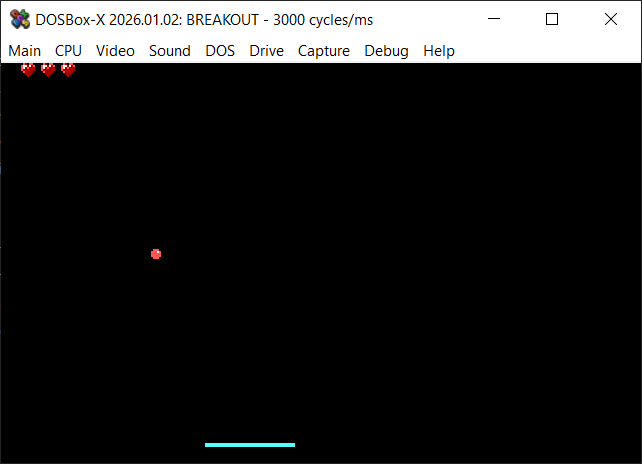 DOSBox-X 2026.01.02: BREAKOUT - 3000 cycles/ms
Main CPU Video Sound DOS Drive Capture Debug Help